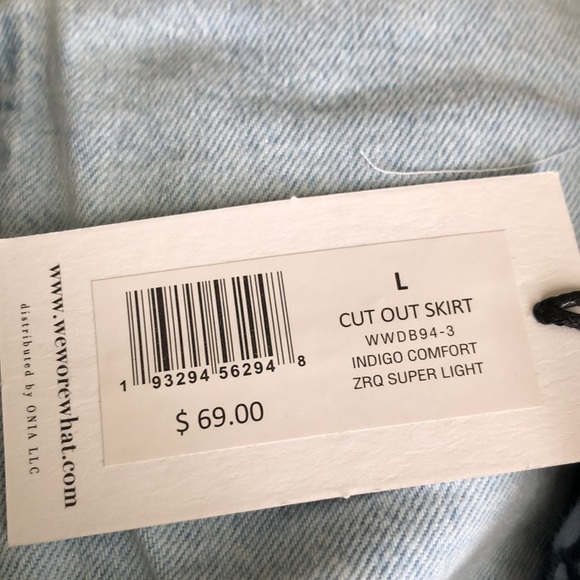 www.weworewhat.com
distributed by ONIA LLC
L
CUT OUT SKIRT
WWDB94-3
INDIGO COMFORT
ZRQ SUPER LIGHT
1 93294 56294 8
$ 69.00